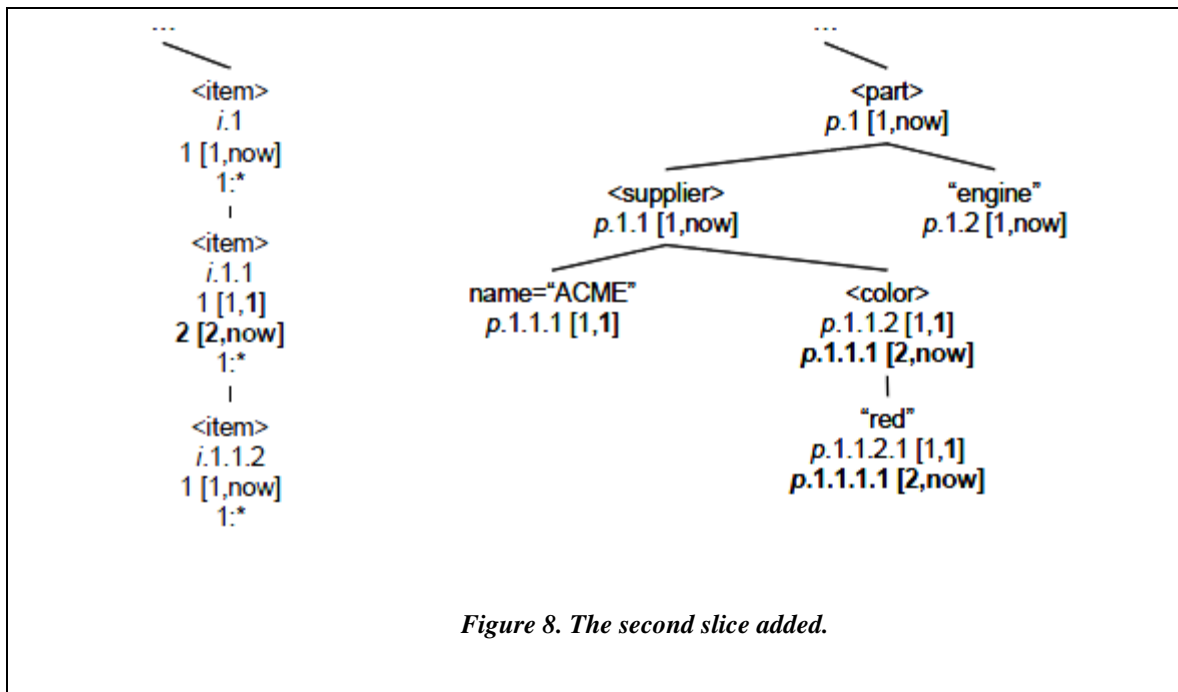 ...
<item>
i.1
1 [1,now]
1:*
<item>
i.1.1
1 [1,1]
2 [2,now]
1:*
<item>
i.1.1.2
1 [1,now]
1:*
...
<part>
p.1 [1,now]
<supplier>
p.1.1 [1,now]
“engine”
p.1.2 [1,now]
name=“ACME”
p.1.1.1 [1,1]
<color>
p.1.1.2 [1,1]
p.1.1.1 [2,now]
“red”
p.1.1.2.1 [1,1]
p.1.1.1.1 [2,now]
Figure 8. The second slice added.